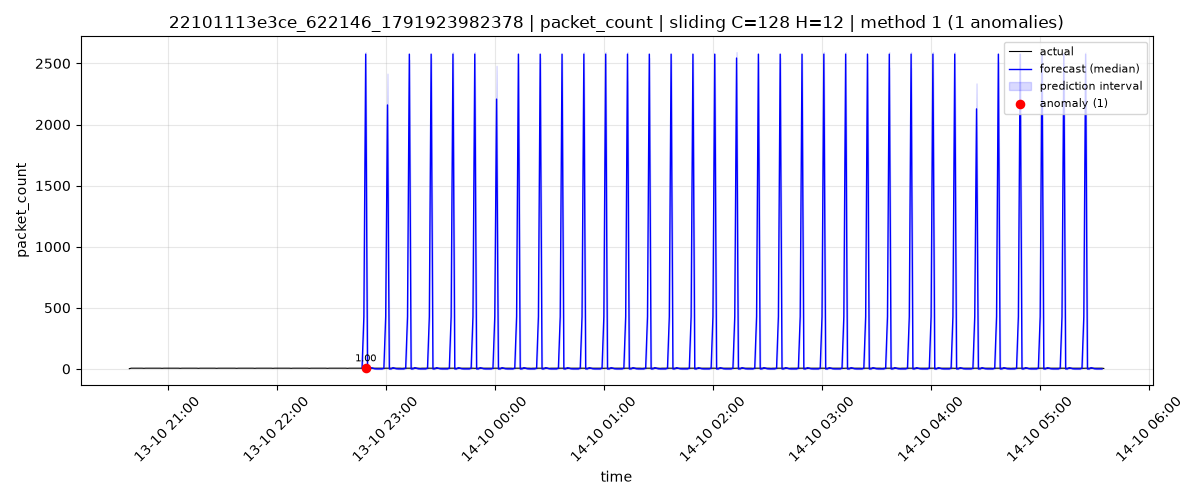 22101113e3ce_622146_1791923982378 | packet_count | sliding C=128 H=12 | method 1 (1 anomalies)
actual
forecast (median)
prediction interval
anomaly (1)
packet_count
2500
2000
1500
1000
500
0
1.00
13-10 21:00
13-10 22:00
13-10 23:00
14-10 00:00
14-10 01:00
14-10 02:00
14-10 03:00
14-10 04:00
14-10 05:00
14-10 06:00
time